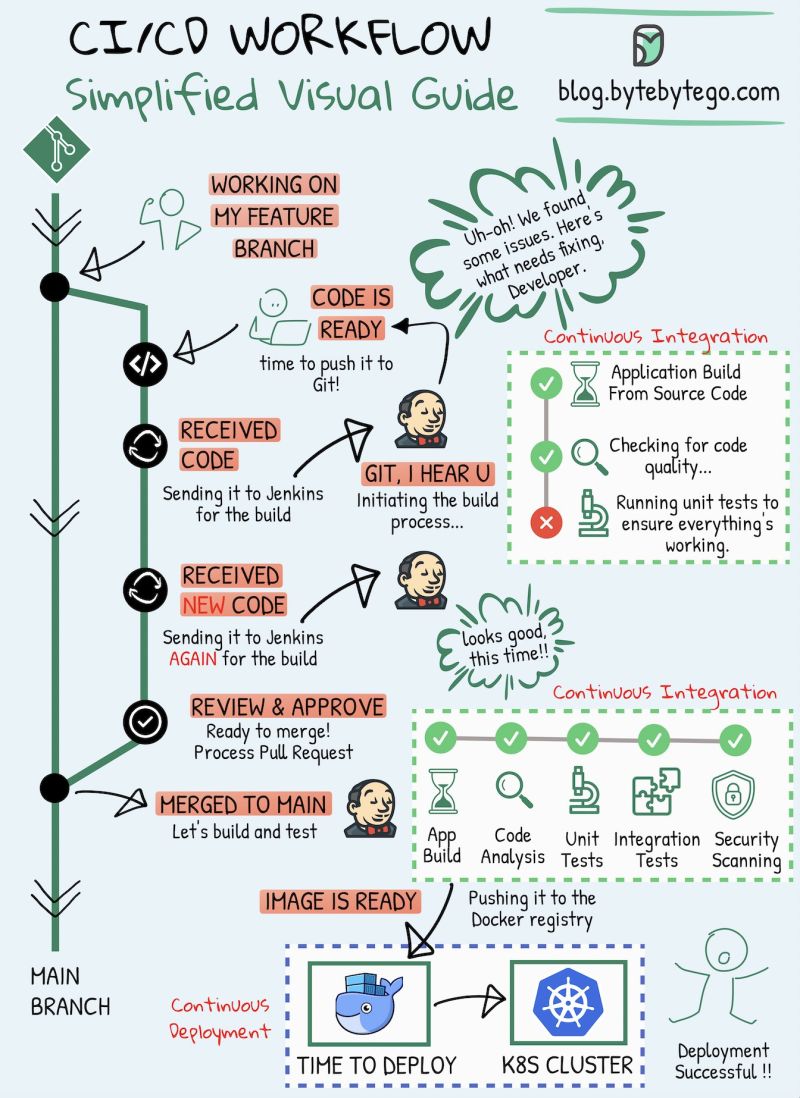 CI/CD WORKFLOW
Simplified Visual Guide
blog.bytebytego.com
WORKING ON
MY FEATURE
BRANCH
Uh-oh! We found
some issues. Here's
what needs fixing,
Developer.
CODE IS
READY
time to push it to
Git!
Continuous Integration
Application Build
From Source Code
Checking for code
quality...
Running unit tests to
ensure everything's
working.
RECEIVED
CODE
Sending it to Jenkins
for the build
GIT, I HEAR U
Initiating the build
process...
RECEIVED
NEW CODE
Sending it to Jenkins
AGAIN for the build
looks good,
this time!!
Continuous Integration
REVIEW & APPROVE
Ready to merge!
Process Pull Request
MERGED TO MAIN
Let's build and test
App
Build
Code
Analysis
Unit
Tests
Integration
Tests
Security
Scanning
IMAGE IS READY
Pushing it to the
Docker registry
MAIN
BRANCH
Continuous
Deployment
TIME TO DEPLOY
K8S CLUSTER
Deployment
Successful !!